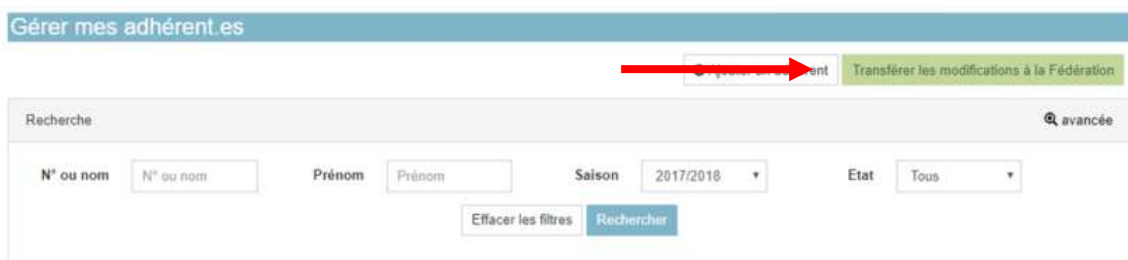 Gérer mes adhérent.es
Transférer les modifications à la Fédération
Recherche
avancée
N° ou nom N° ou nom Prénom Prénom Saison 2017/2018 Etat Tous
Effacer les filtres Rechercher